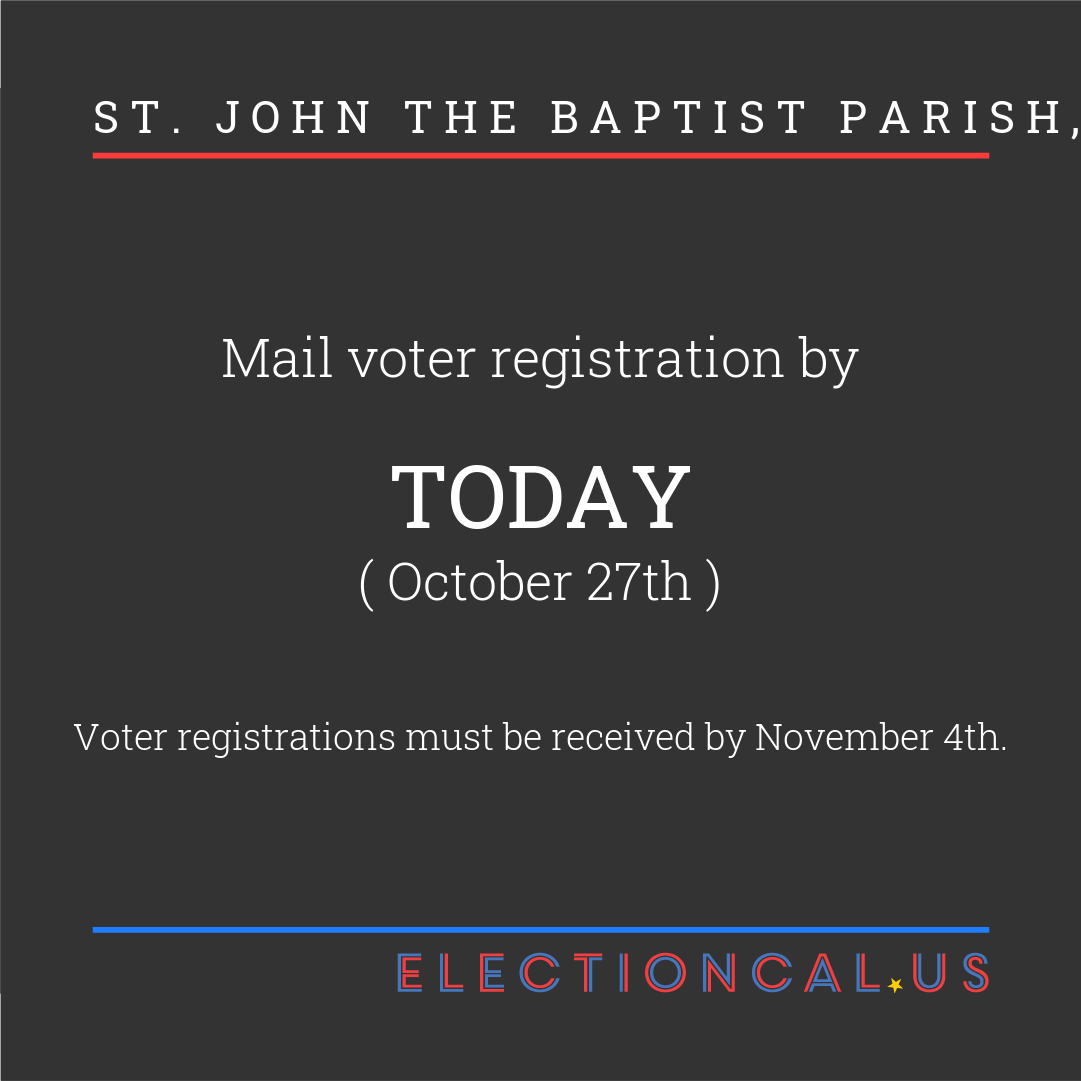 ST. JOHN THE BAPTIST PARISH,
Mail voter registration by
TODAY
( October 27th )
Voter registrations must be received by November 4th.
ELECTIONCAL.US